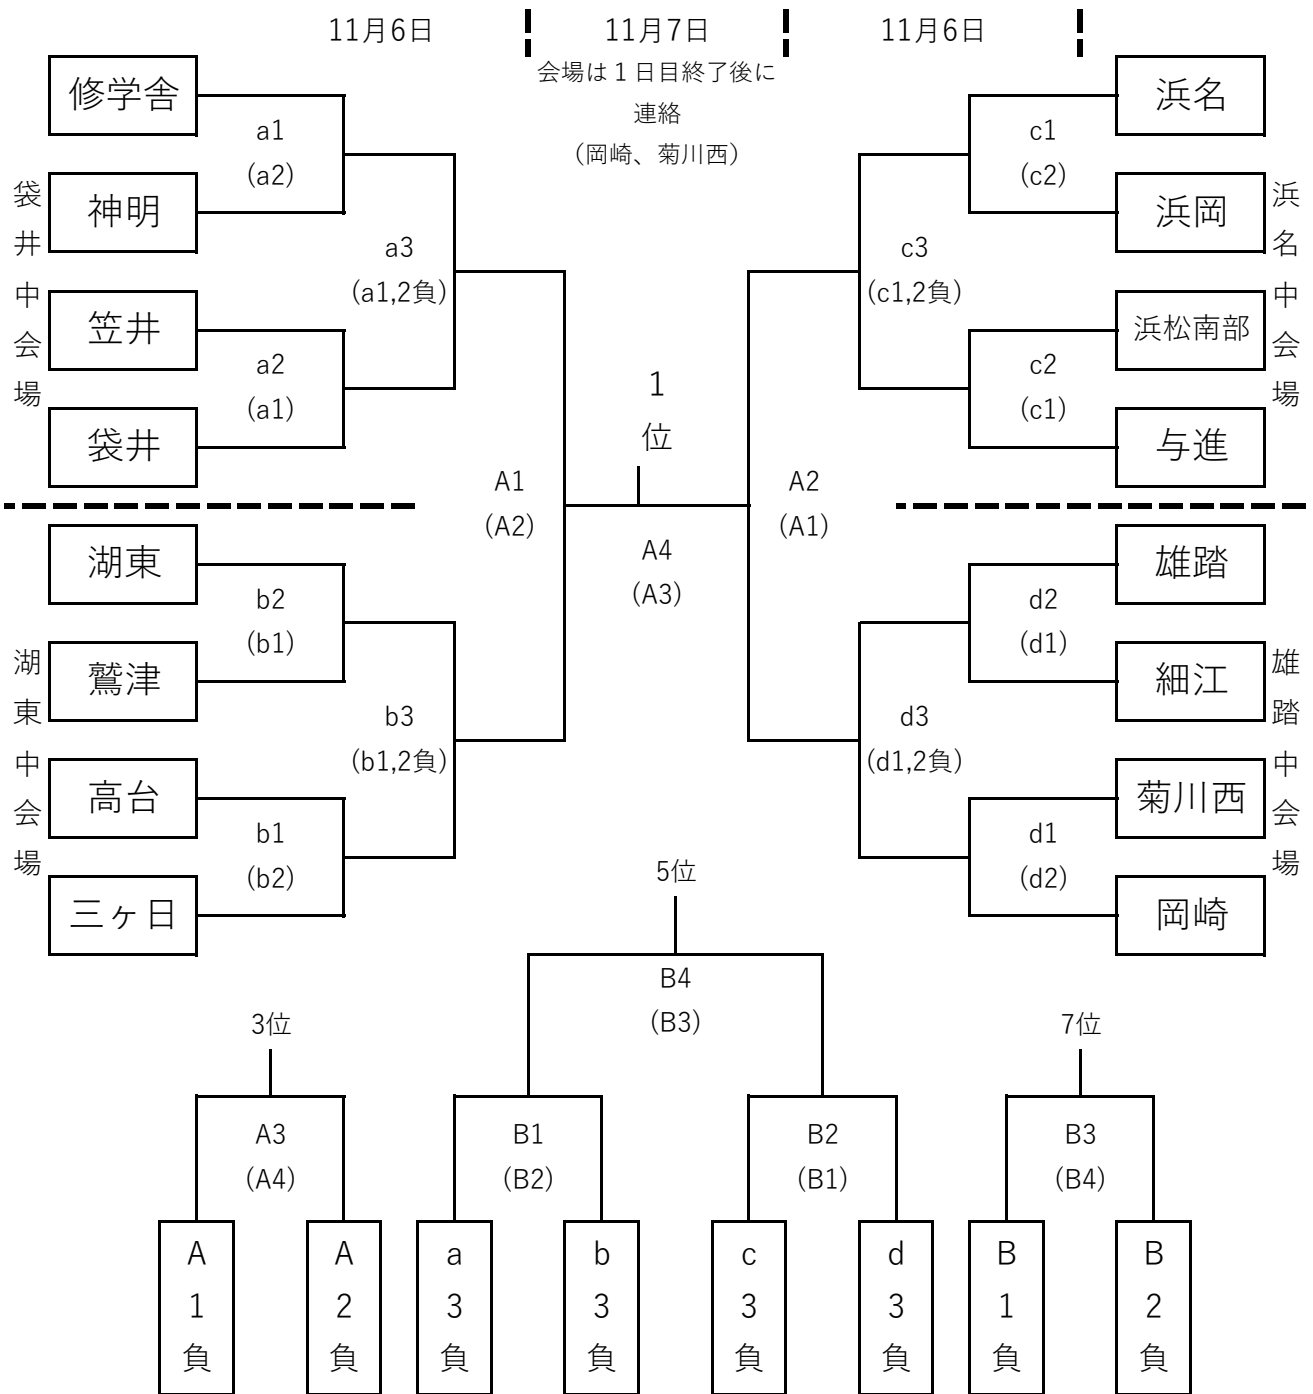 11月6日
11月7日
11月6日
会場は１日目終了後に
連絡
（岡崎、菊川西）
袋井中会場
修学舎
神明
笠井
袋井
a1
(a2)
a2
(a1)
a3
(a1,2負)
湖東中会場
湖東
鷲津
高台
三ヶ日
b2
(b1)
b1
(b2)
b3
(b1,2負)
A1
(A2)
1位
A4
(A3)
A2
(A1)
浜名中会場
浜名
浜岡
浜松南部
与進
c1
(c2)
c2
(c1)
c3
(c1,2負)
雄踏中会場
雄踏
細江
菊川西
岡崎
d2
(d1)
d1
(d2)
d3
(d1,2負)
5位
B4
(B3)
3位
A3
(A4)
A1負
A2負
B1
(B2)
a3負
b3負
B2
(B1)
c3負
d3負
7位
B3
(B4)
B1負
B2負